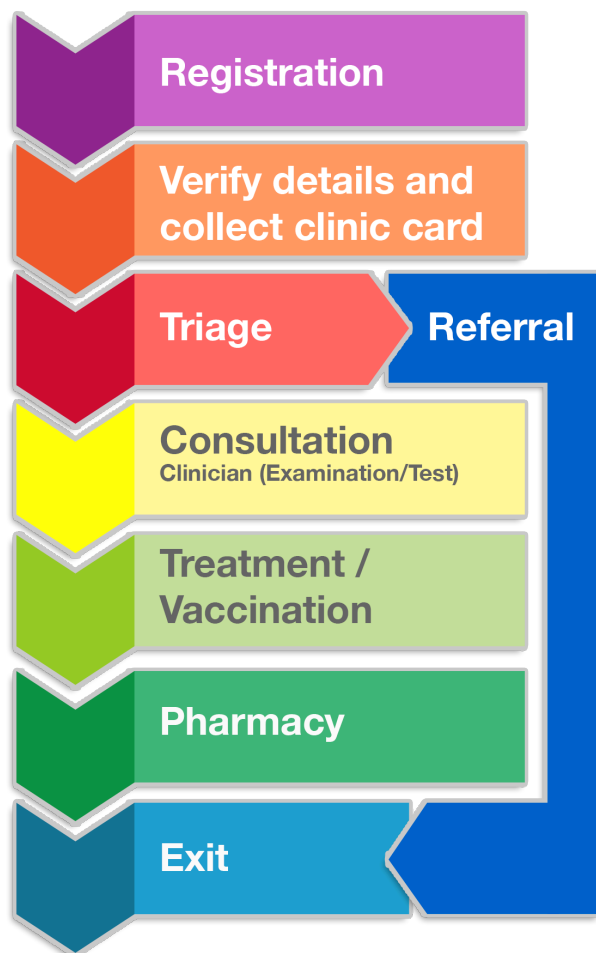 Registration
Verify details and
collect clinic card
Triage
Referral
Consultation
Clinician (Examination/Test)
Treatment /
Vaccination
Pharmacy
Exit